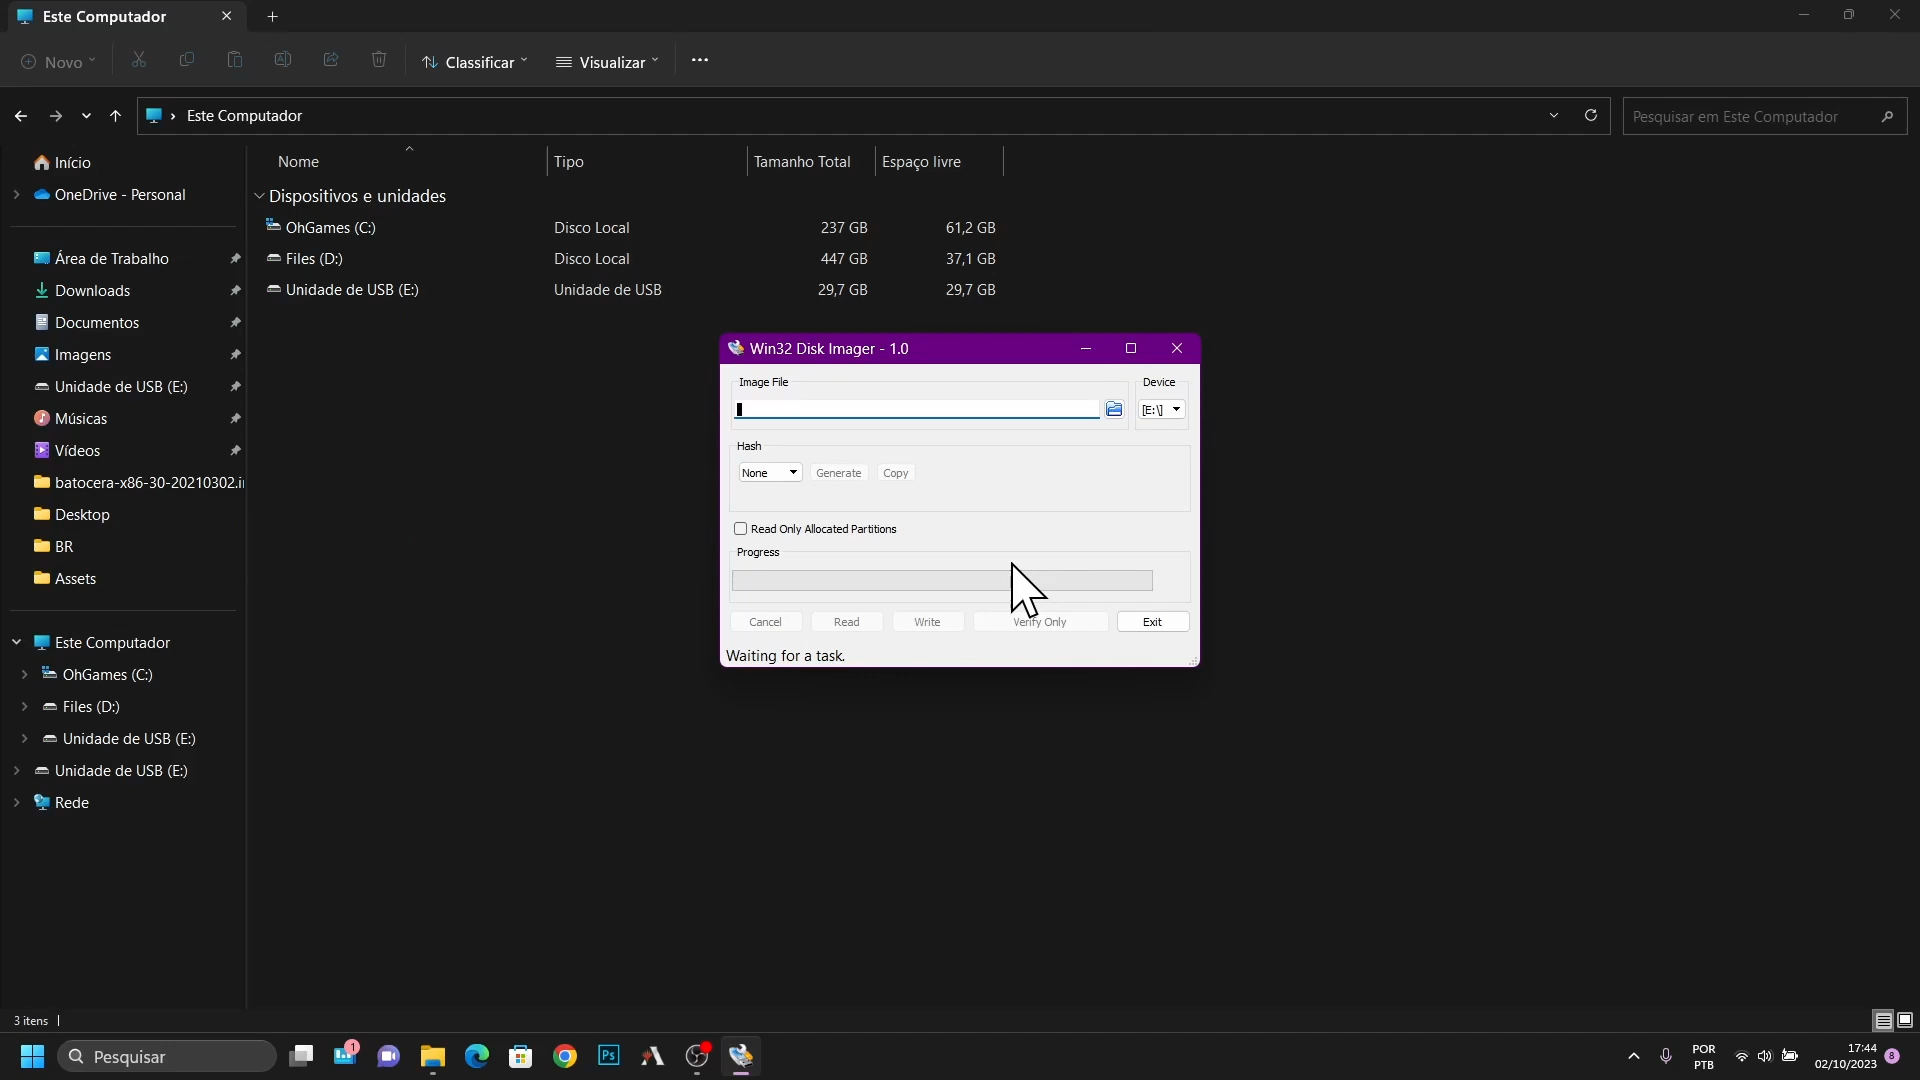 Este Computador
Novo
Classificar
Visualizar
Este Computador
Pesquisar em Este Computador
Início
OneDrive - Personal
Área de Trabalho
Downloads
Documentos
Imagens
Unidade de USB (E:)
Músicas
Vídeos
batocera-x86-30-20210302.i
Desktop
BR
Assets
Este Computador
OhGames (C:)
Files (D:)
Unidade de USB (E:)
Unidade de USB (E:)
Rede
Nome Tipo Tamanho Total Espaço livre
Dispositivos e unidades
OhGames (C:) Disco Local 237 GB 61,2 GB
Files (D:) Disco Local 447 GB 37,1 GB
Unidade de USB (E:) Unidade de USB 29,7 GB 29,7 GB
Win32 Disk Imager - 1.0
Image File Device
[E:\]
Hash
None Generate Copy
Read Only Allocated Partitions
Progress
Cancel Read Write Verify Only Exit
Waiting for a task.
3 itens
Pesquisar
1
Ps
POR
PTB
17:44
02/10/2023
8